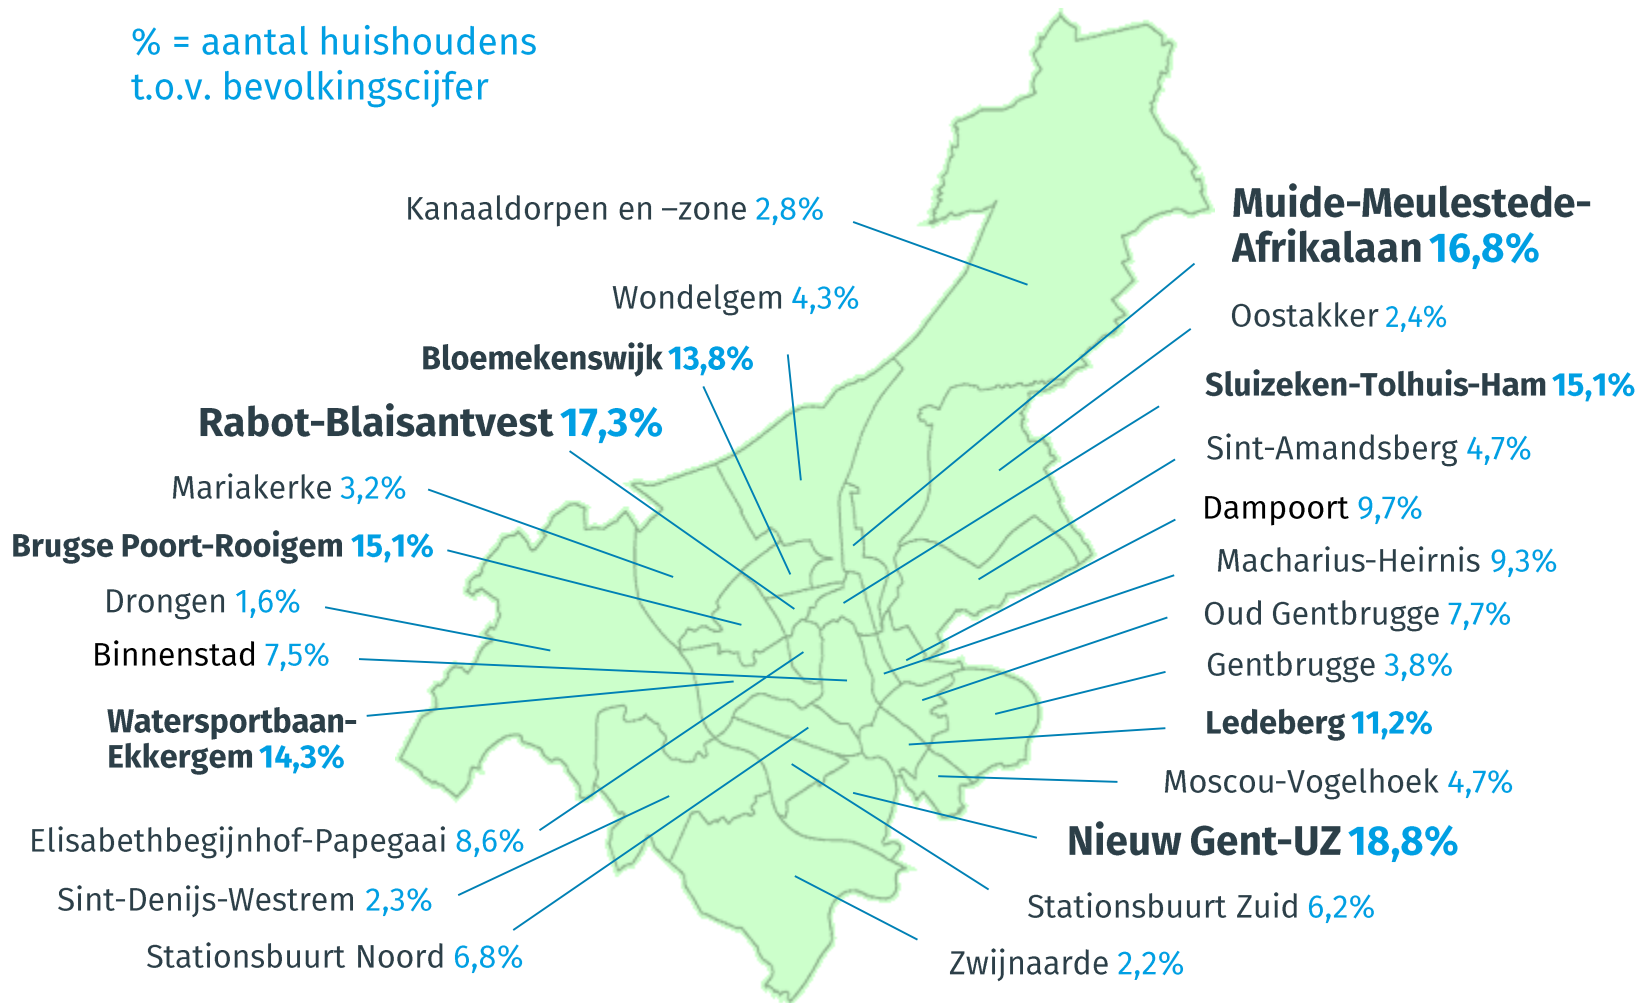 % = aantal huishoudens
t.o.v. bevolkingscijfer
Kanaaldorpen en –zone 2,8%
Wondelgem 4,3%
Bloemekenswijk 13,8%
Rabot-Blaisantvest 17,3%
Mariakerke 3,2%
Brugse Poort-Rooigem 15,1%
Drongen 1,6%
Binnenstad 7,5%
Watersportbaan-
Ekkergem 14,3%
Elisabethbegijnhof-Papegaai 8,6%
Sint-Denijs-Westrem 2,3%
Stationsbuurt Noord 6,8%
Muide-Meulestede-
Afrikalaan 16,8%
Oostakker 2,4%
Sluizeken-Tolhuis-Ham 15,1%
Sint-Amandsberg 4,7%
Dampoort 9,7%
Macharius-Heirnis 9,3%
Oud Gentbrugge 7,7%
Gentbrugge 3,8%
Ledeberg 11,2%
Moscou-Vogelhoek 4,7%
Nieuw Gent-UZ 18,8%
Stationsbuurt Zuid 6,2%
Zwijnaarde 2,2%